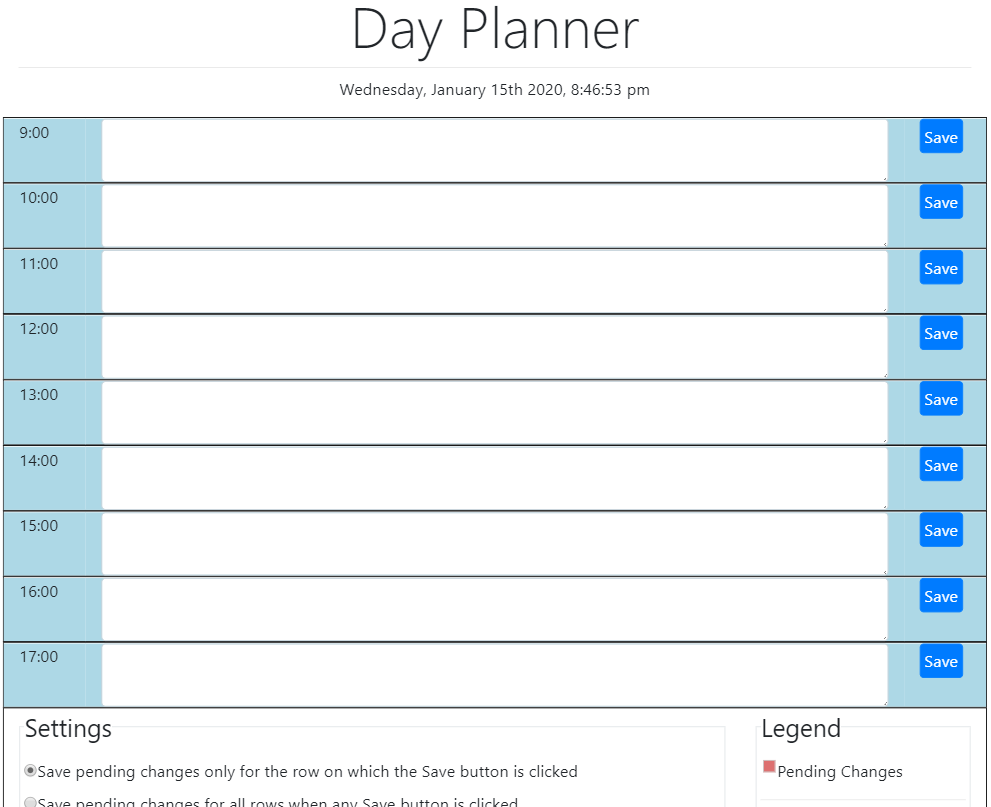 Day Planner
Wednesday, January 15th 2020, 8:46:53 pm
9:00 Save
10:00 Save
11:00 Save
12:00 Save
13:00 Save
14:00 Save
15:00 Save
16:00 Save
17:00 Save
Settings Legend
Save pending changes only for the row on which the Save button is clicked Pending Changes
Save pending changes for all rows when any Save button is clicked